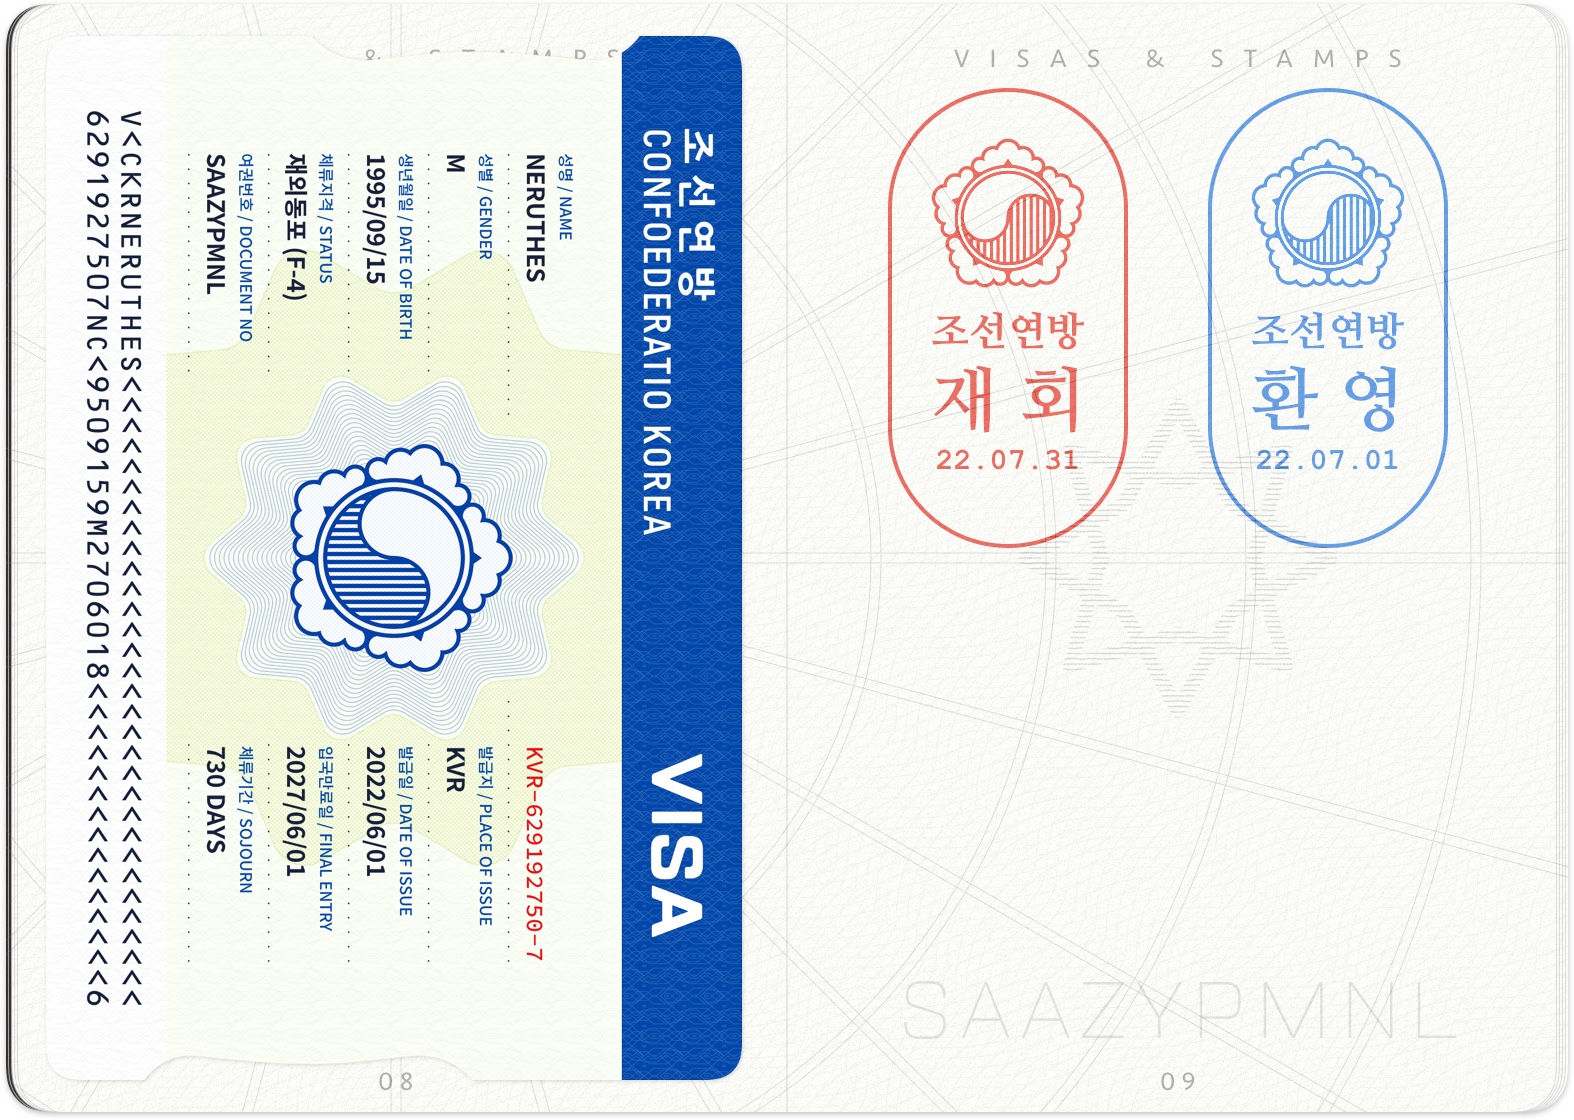 & STAMPS
조선연방
CONFOEDERATIO KOREA
VISA
성명 / NAME
NERUTHES
KVR-629192750-7
성별 / GENDER
M
발급지 / PLACE OF ISSUE
KVR
생년월일 / DATE OF BIRTH
1995/09/15
발급일 / DATE OF ISSUE
2022/06/01
체류자격 / STATUS
재외동포 (F-4)
입국만료일 / FINAL ENTRY
2027/06/01
여권번호 / DOCUMENT NO
SAAZYPMNL
체류기간 / SOJOURN
730 DAYS
V<CKRNERUTHES<<<<<<<<<<<<<<<<<<<<<<<<<<<<<<<
6291927507NC<9509159M2706018<<<<<<<<<<<<<<<6
08
VISAS & STAMPS
조선연방
재회
22.07.31
조선연방
환영
22.07.01
SAAZYPMNL
09